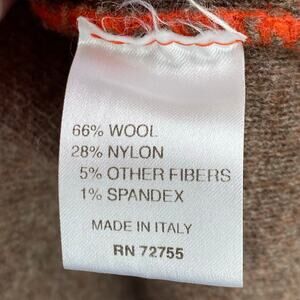 66% WOOL
28% NYLON
5% OTHER FIBERS
1% SPANDEX
MADE IN ITALY
RN 72755